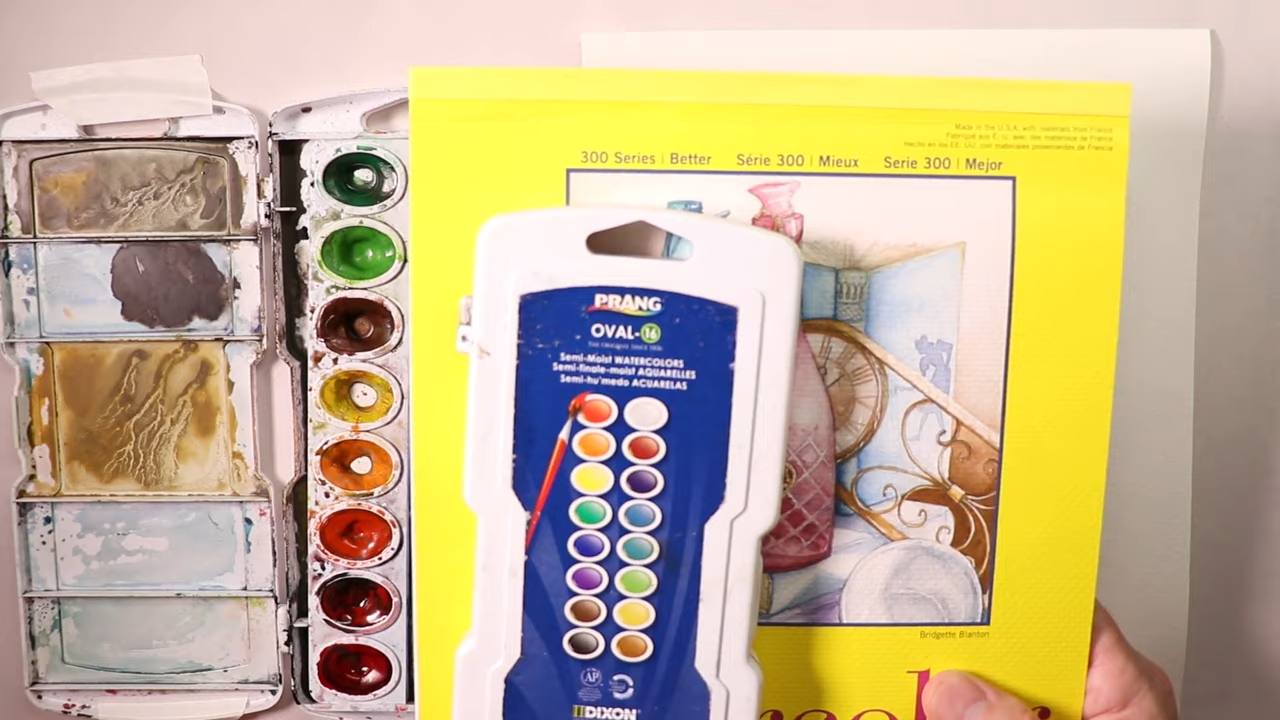 Made in the U.S.A. with materials from France
Fabriqué aux É. U. avec des matériaux de France
Hecho en los EE. UU. con materiales provenientes de Francia
300 Series | Better Série 300 | Mieux Serie 300 | Mejor
PRANG
OVAL-16
Semi-Moist WATERCOLORS
Semi-finale-moist AQUARELLES
Semi-hu'medo ACUARELAS
AP
DIXON
Bridgette Blanton